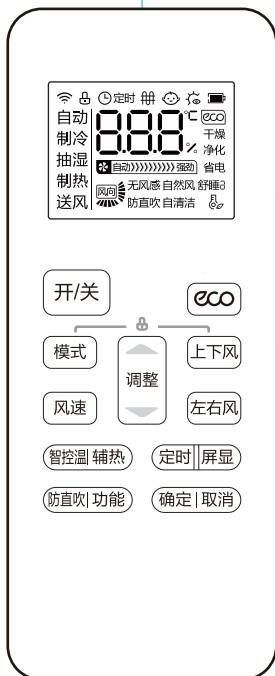 定时
自动 88.8 ℃ eco
制冷 % 干燥
抽湿 净化
制热 自动 强劲 省电
送风 风向 无风感 自然风 舒睡
防直吹 自清洁
开/关 eco
模式 调整 上下风
风速 左右风
智控温|辅热 定时||屏显
防直吹|功能 确定|取消